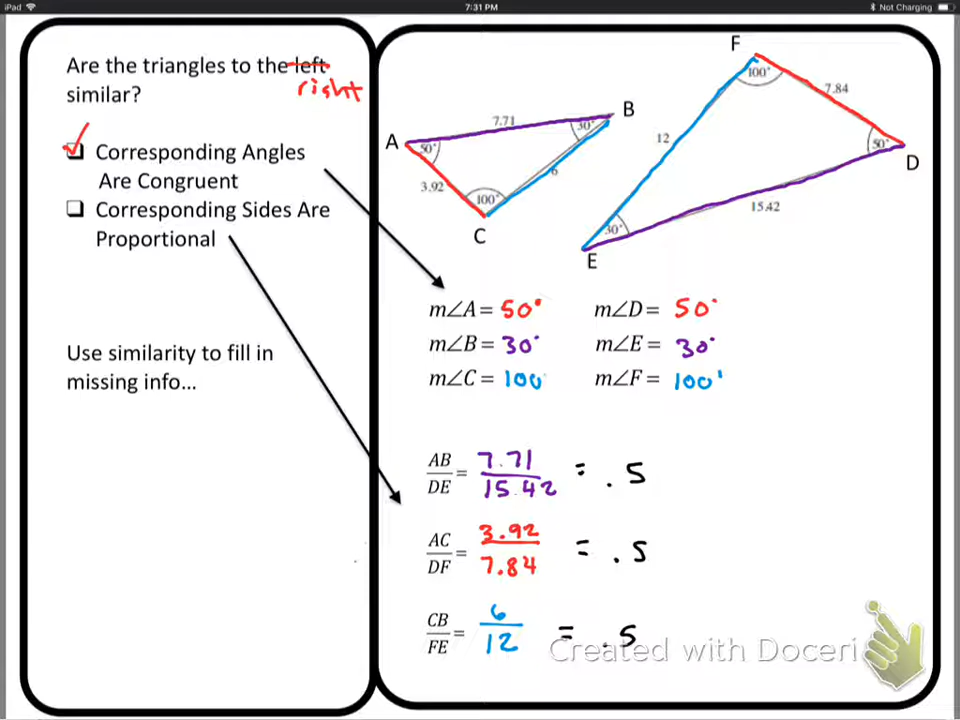 iPad
7:31 PM
Not Charging
Are the triangles to the left
right
similar?
Corresponding Angles
Are Congruent
Corresponding Sides Are
Proportional
Use similarity to fill in
missing info...
A
B
C
7.71
3.92
6
50°
30°
100°
F
D
E
12
7.84
15.42
100°
50°
30°
m∠A = 50°
m∠D = 50°
m∠B = 30°
m∠E = 30°
m∠C = 100
m∠F = 100°
AB/DE = 7.71/15.42 = .5
AC/DF = 3.92/7.84 = .5
CB/FE = 6/12 = .5
Created with Doceri